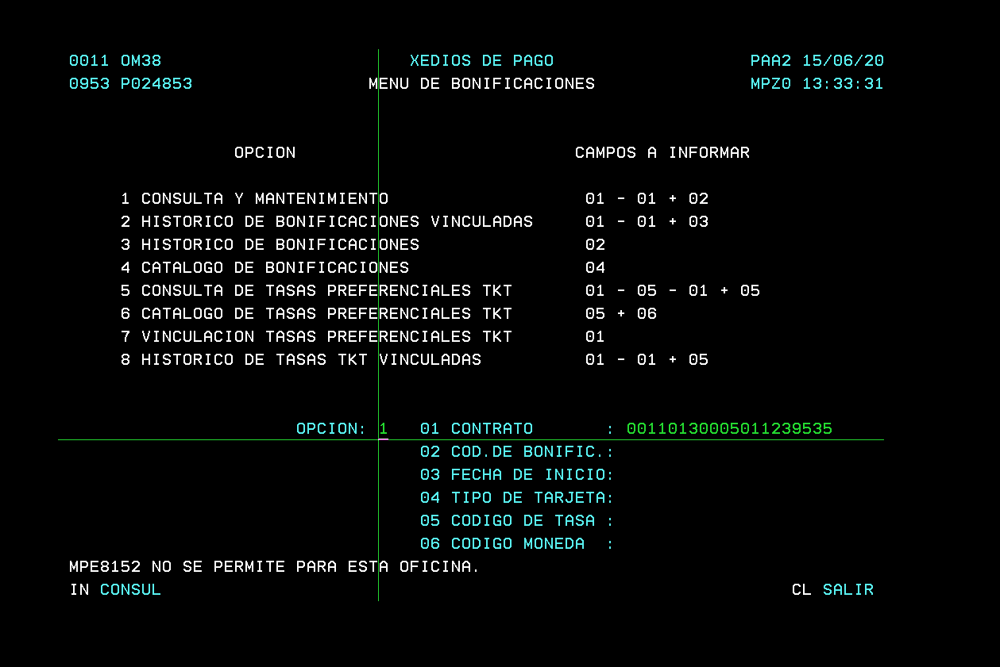 0011 OM38 XEDIOS DE PAGO PAA2 15/06/20
0953 P024853 MENU DE BONIFICACIONES MPZ0 13:33:31
OPCION CAMPOS A INFORMAR
1 CONSULTA Y MANTENIMIENTO 01 - 01 + 02
2 HISTORICO DE BONIFICACIONES VINCULADAS 01 - 01 + 03
3 HISTORICO DE BONIFICACIONES 02
4 CATALOGO DE BONIFICACIONES 04
5 CONSULTA DE TASAS PREFERENCIALES TKT 01 - 05 - 01 + 05
6 CATALOGO DE TASAS PREFERENCIALES TKT 05 + 06
7 VINCULACION TASAS PREFERENCIALES TKT 01
8 HISTORICO DE TASAS TKT VINCULADAS 01 - 01 + 05
OPCION: 1 01 CONTRATO : 00110130005011239535
02 COD.DE BONIFIC.:
03 FECHA DE INICIO:
04 TIPO DE TARJETA:
05 CODIGO DE TASA :
06 CODIGO MONEDA :
MPE8152 NO SE PERMITE PARA ESTA OFICINA.
IN CONSUL CL SALIR